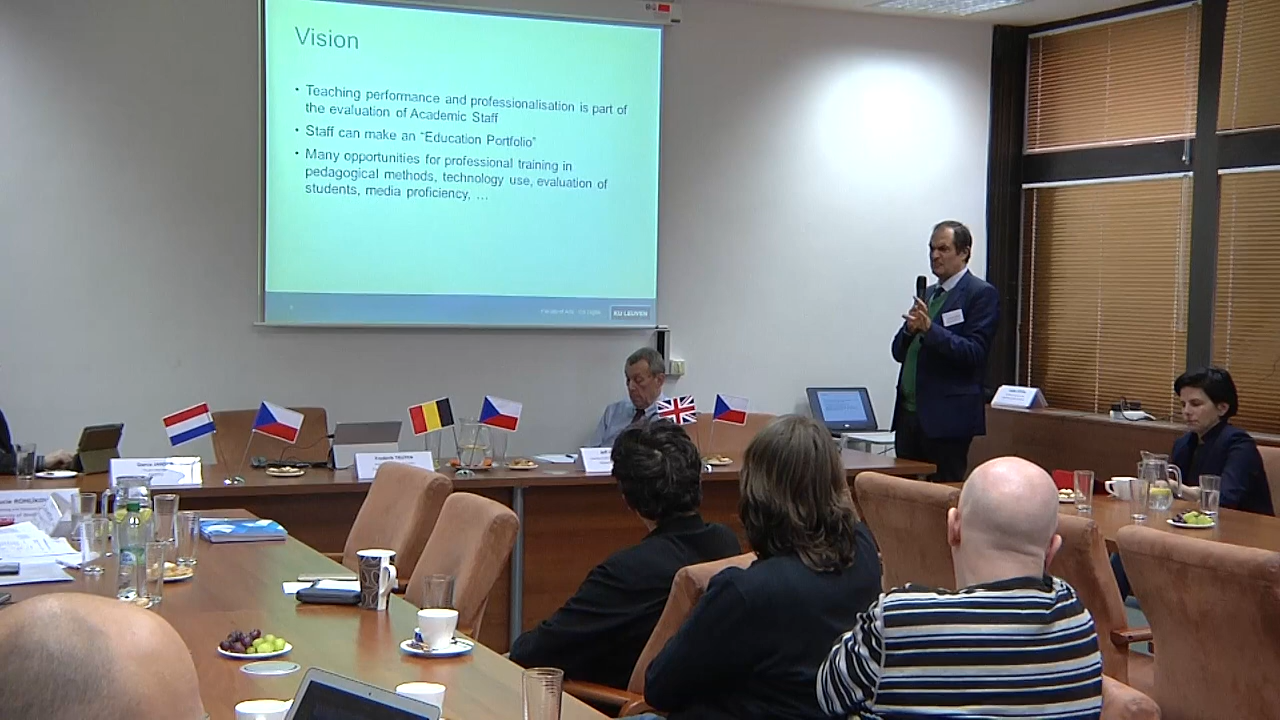 Vision
• Teaching performance and professionalisation is part of
the evaluation of Academic Staff
• Staff can make an “Education Portfolio”
• Many opportunities for professional training in
pedagogical methods, technology use, evaluation of
students, media proficiency, …
KU LEUVEN